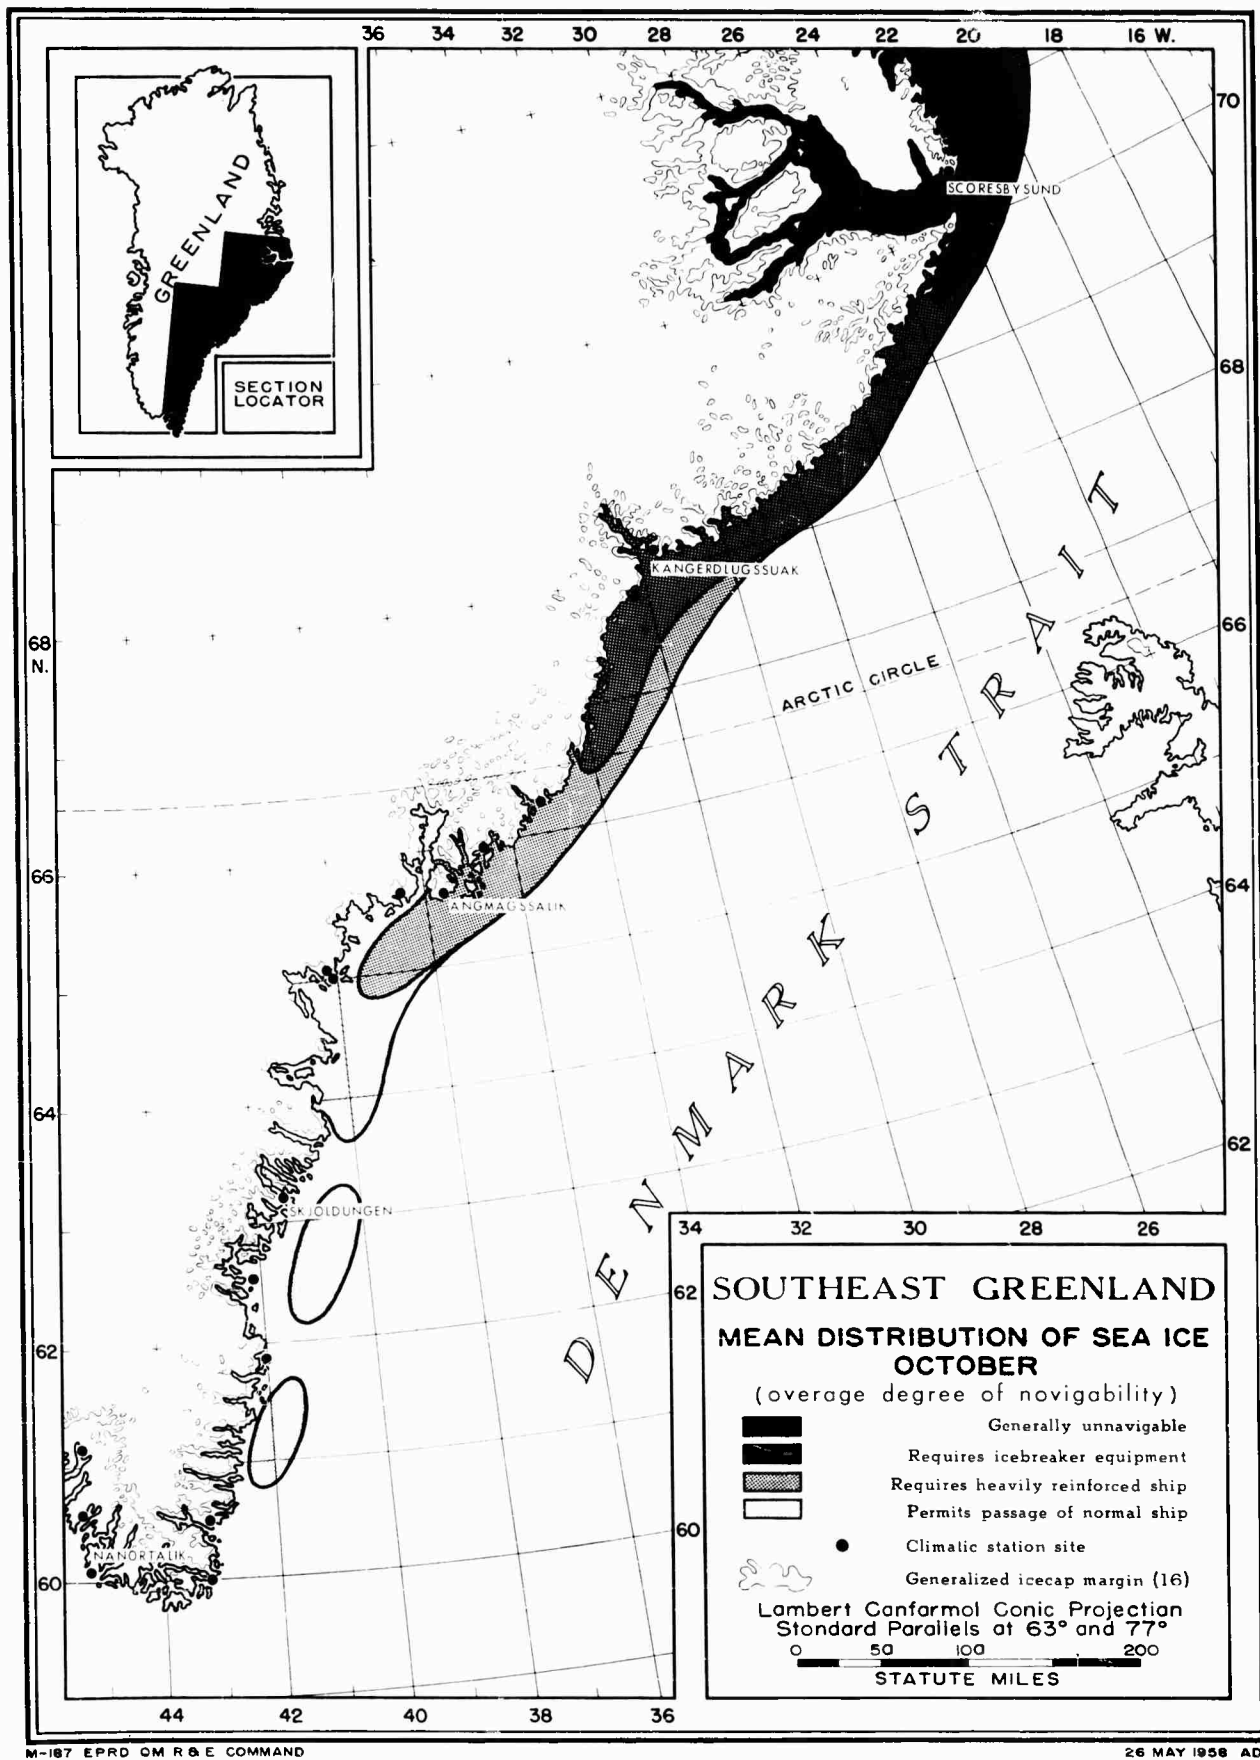 36 34 32 30 28 26 24 22 20 18 16 W.
GREENLAND
SECTION
LOCATOR
70
SCORESBYSUND
68
KANGERDLUGSSUAK
68
N.
66
ARCTIC CIRCLE
DENMARK STRAIT
66
ANGMAGSSALIK
64
64
62
SKJOLDUNGEN
34 32 30 28 26
62
62
60
NANORTALIK
60
44 42 40 38 36
SOUTHEAST GREENLAND
MEAN DISTRIBUTION OF SEA ICE
OCTOBER
(overage degree of novigability)
Generally unnavigable
Requires icebreaker equipment
Requires heavily reinforced ship
Permits passage of normal ship
Climatic station site
Generalized icecap margin (16)
Lambert Canfarmol Conic Projection
Standard Parallels at 63° and 77°
0 50 100 200
STATUTE MILES
M-187 EPRD QM R & E COMMAND
26 MAY 1958 AD